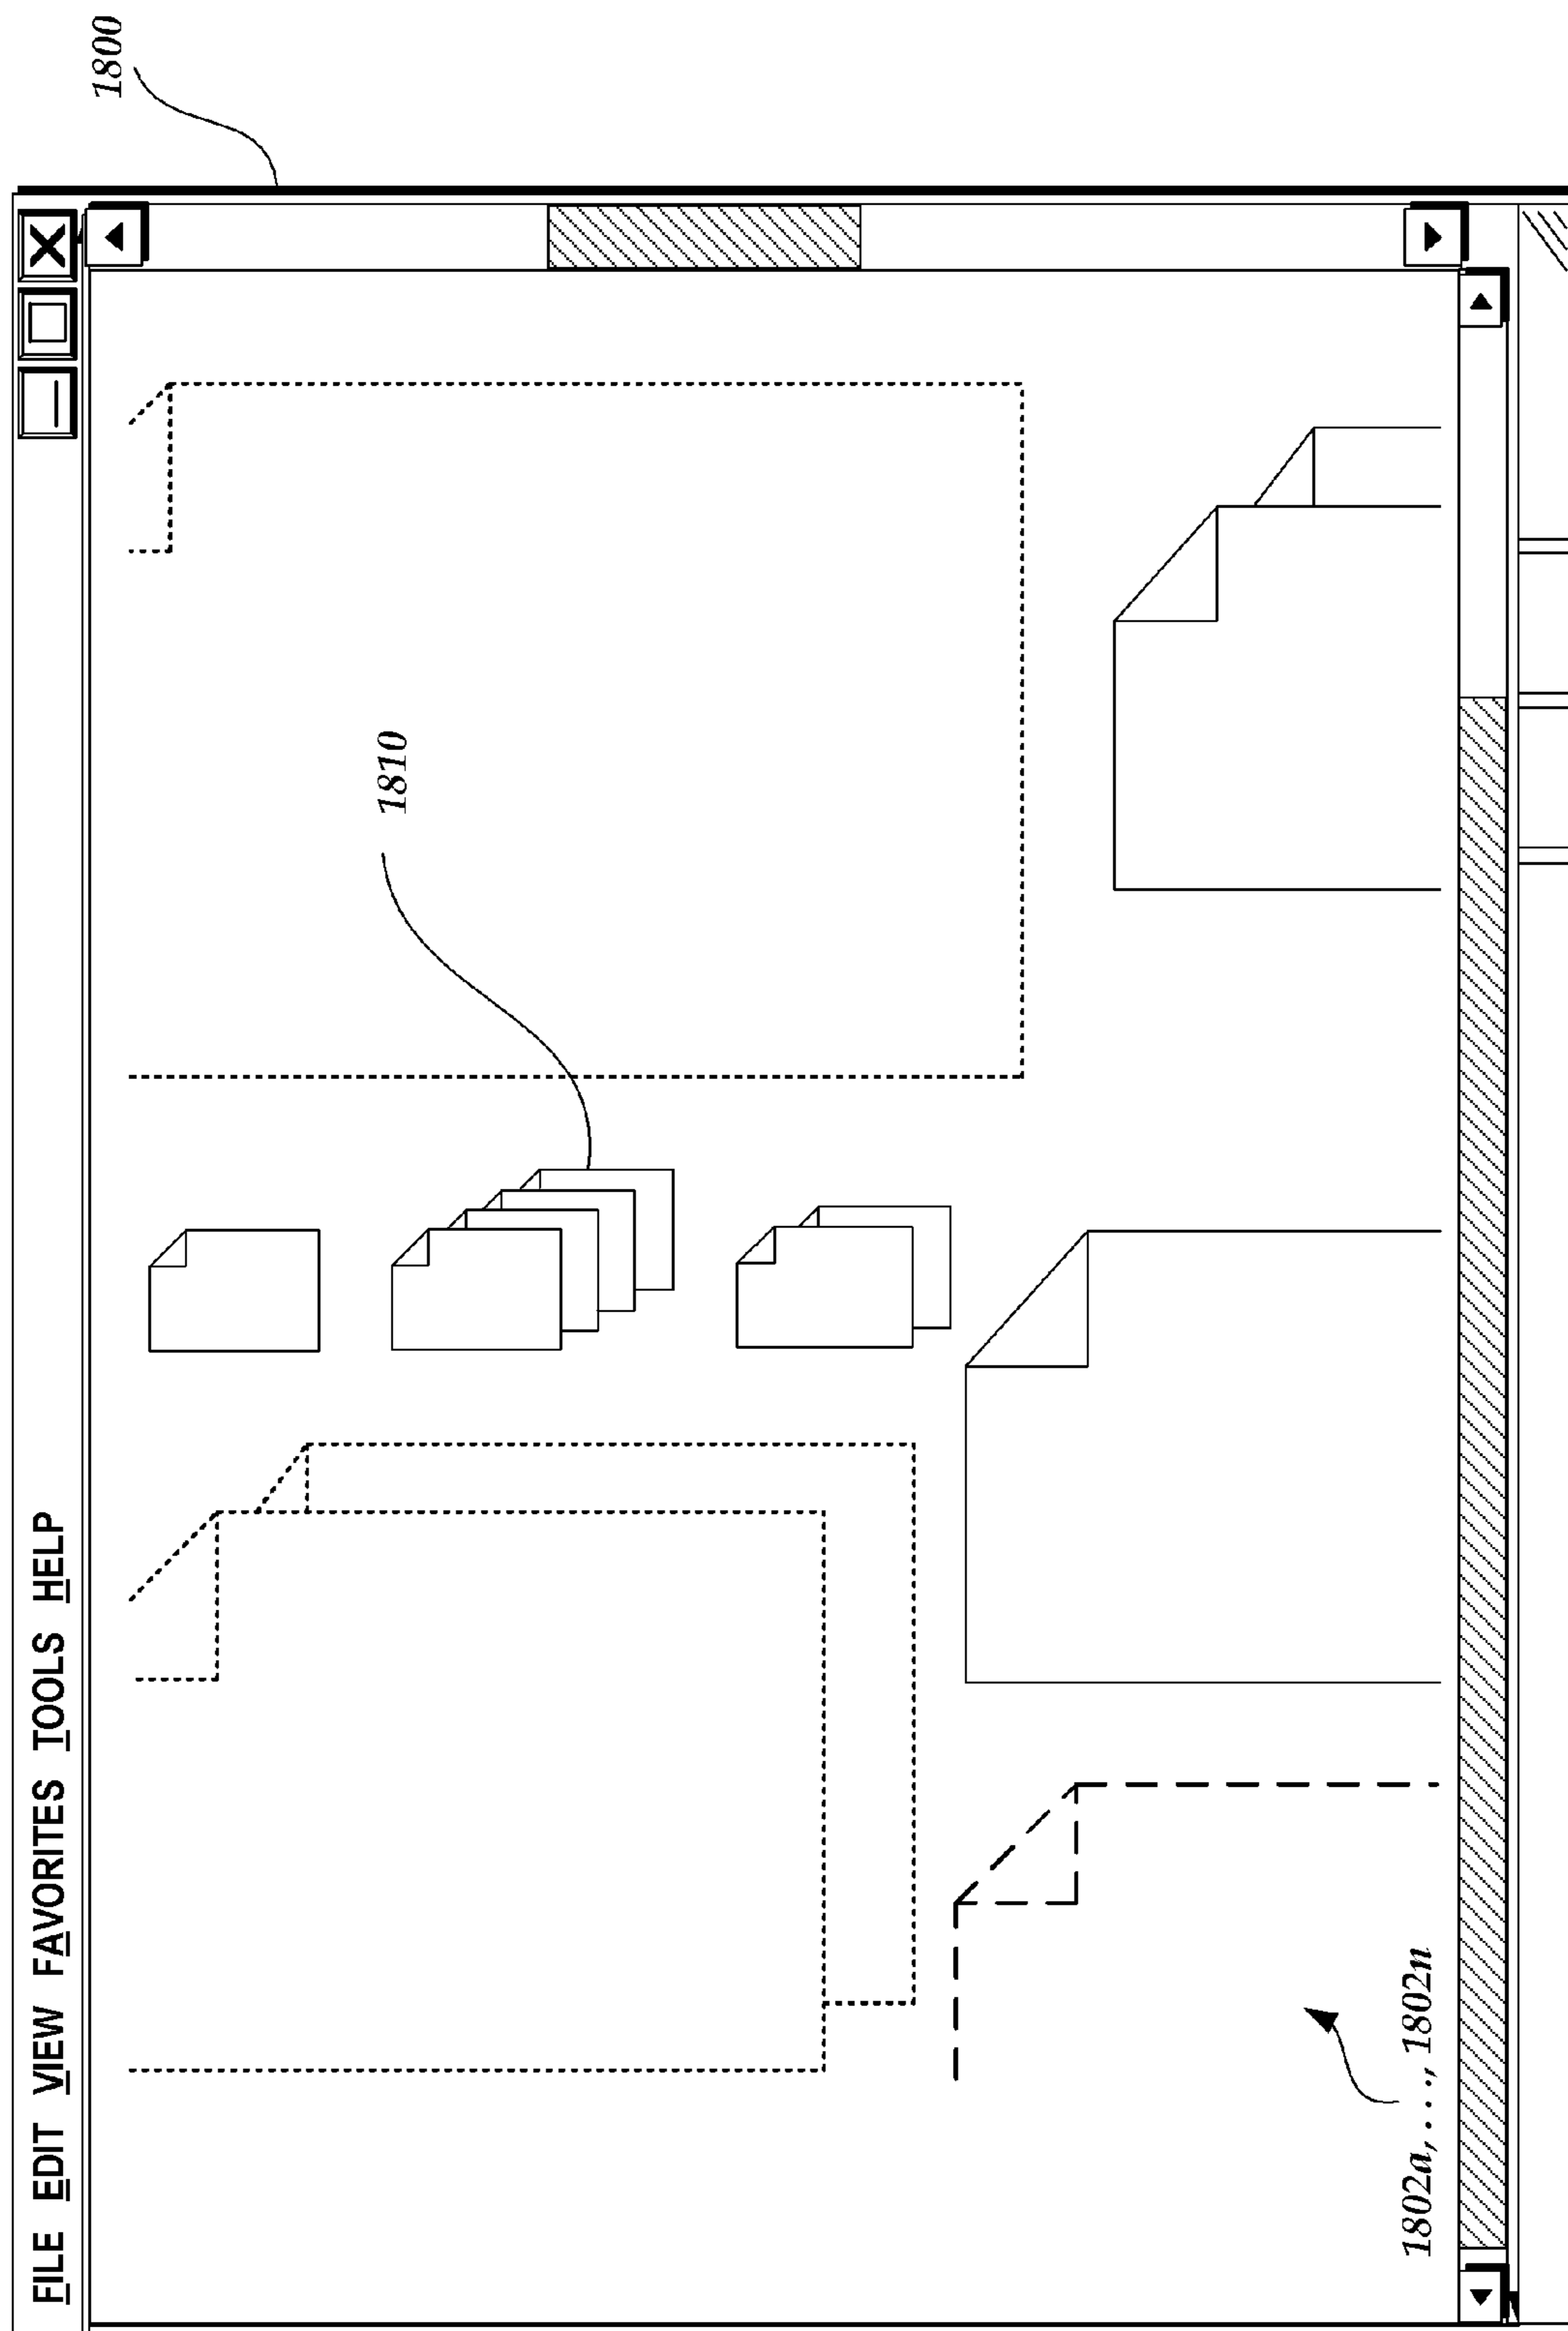 1800
FILE EDIT VIEW FAVORITES TOOLS HELP
1810
1802a, . . ., 1802n